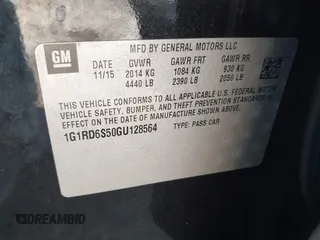 GM
MFD BY GENERAL MOTORS LLC
DATE GVWR GAWR FRT GAWR RR
11/15 2014 KG 1084 KG 930 KG
4440 LB 2390 LB 2050 LB
THIS VEHICLE CONFORMS TO ALL APPLICABLE U.S. FEDERAL MOTOR
VEHICLE SAFETY, BUMPER, AND THEFT PREVENTION STANDARDS
IN EFFECT ON THE DATE OF MANUFACTURE SHOWN ABOVE.
1G1RD6S50GU128564 TYPE: PASS CAR
DREAMBID